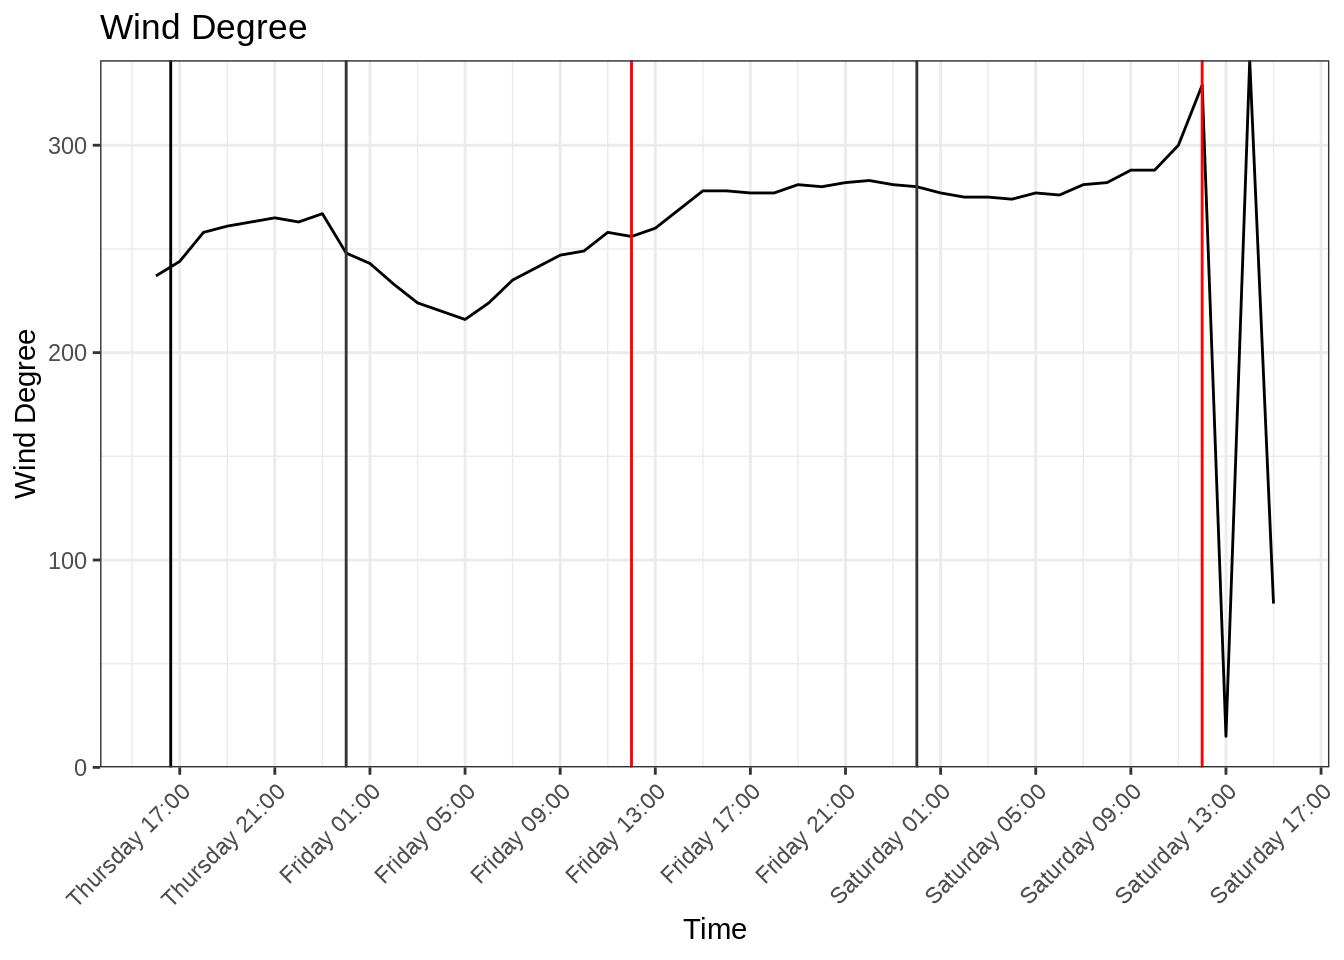 Wind Degree
Wind Degree
300
200
100
0
Thursday 17:00
Thursday 21:00
Friday 01:00
Friday 05:00
Friday 09:00
Friday 13:00
Friday 17:00
Friday 21:00
Saturday 01:00
Saturday 05:00
Saturday 09:00
Saturday 13:00
Saturday 17:00
Time